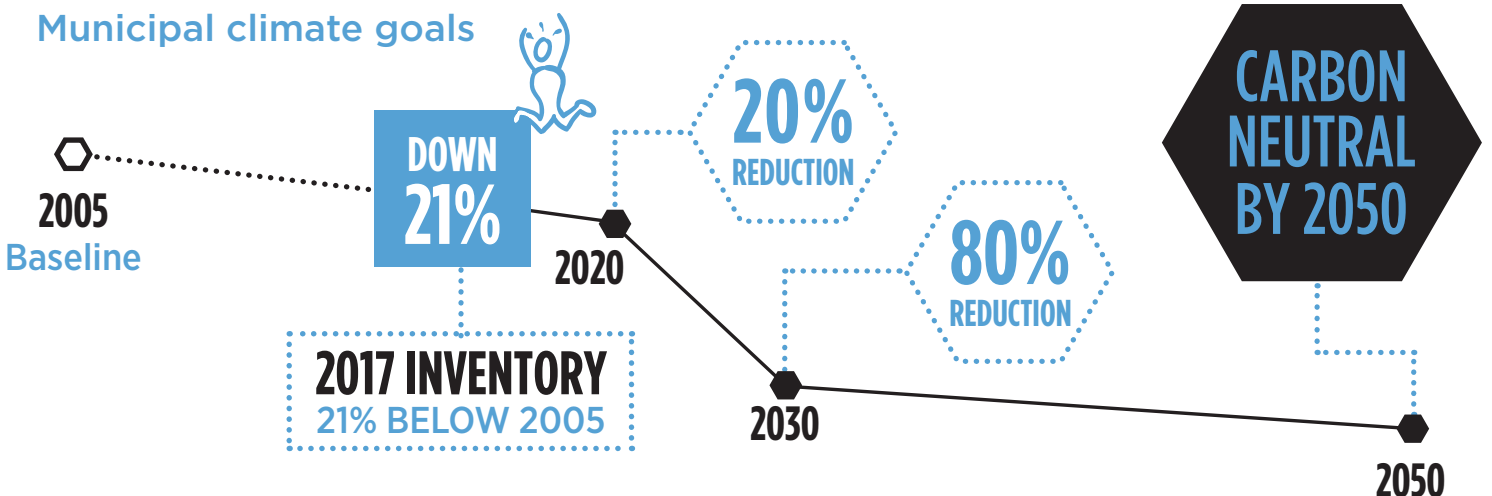 Municipal climate goals
2005
Baseline
DOWN
21%
2017 INVENTORY
21% BELOW 2005
2020
20%
REDUCTION
2030
80%
REDUCTION
CARBON
NEUTRAL
BY 2050
2050